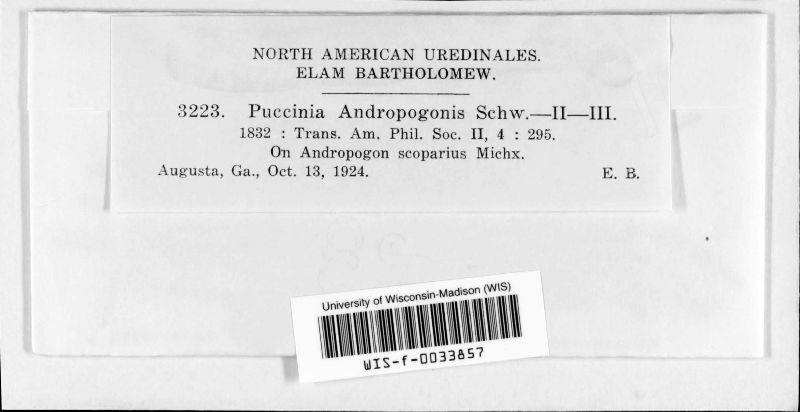 NORTH AMERICAN UREDINALES.
ELAM BARTHOLOMEW.
3223. Puccinia Andropogonis Schw.—II—III.
1832 : Trans. Am. Phil. Soc. II, 4 : 295.
On Andropogon scoparius Michx.
Augusta, Ga., Oct. 13, 1924. E. B.
University of Wisconsin-Madison (WIS)
WIS-f-0033857